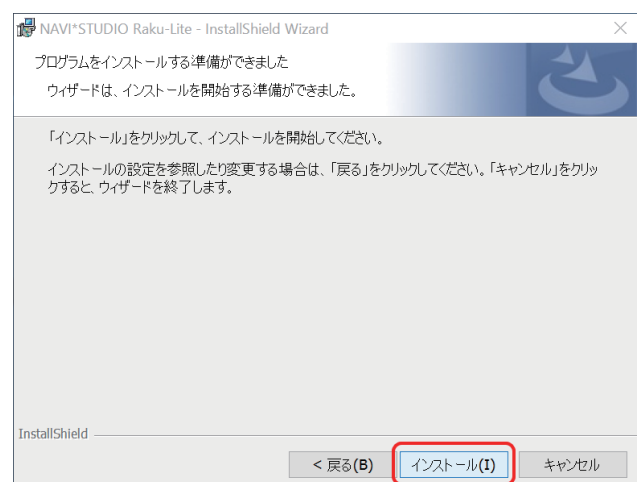 NAVI*STUDIO Raku-Lite - InstallShield Wizard
プログラムをインストールする準備ができました
ウィザードは、インストールを開始する準備ができました。
「インストール」をクリックして、インストールを開始してください。
インストールの設定を参照したり変更する場合は、「戻る」をクリックしてください。「キャンセル」をクリッ
クすると、ウィザードを終了します。
InstallShield
< 戻る(B)
インストール(I)
キャンセル